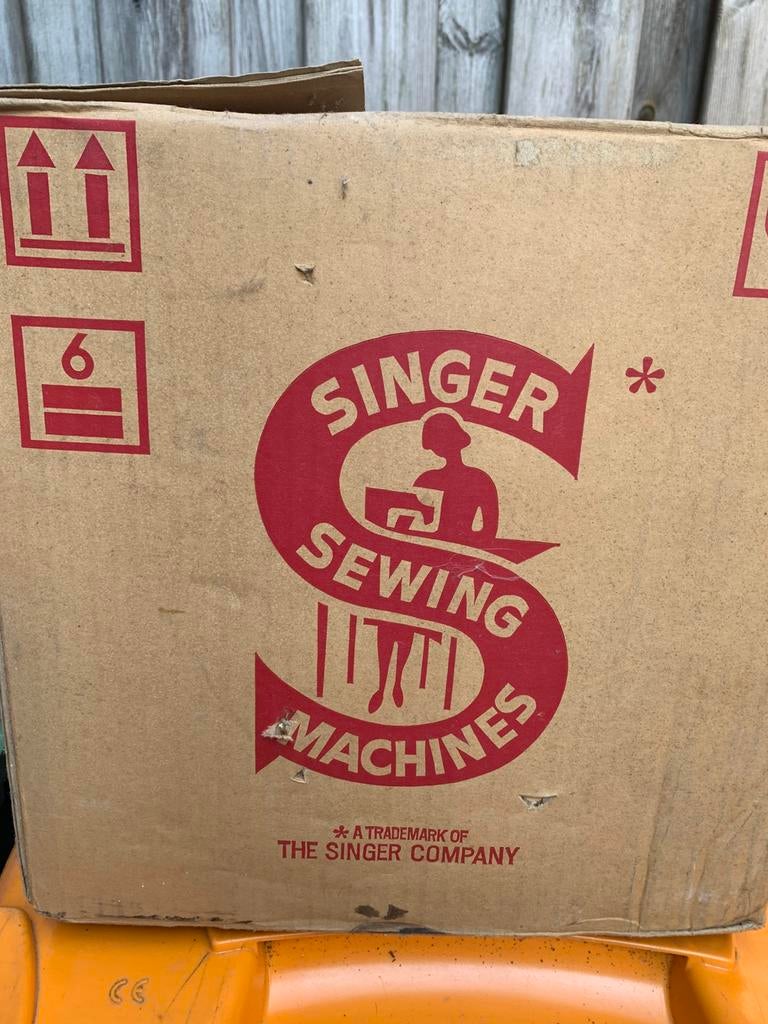 6
SINGER
*
SEWING
MACHINES
* A TRADEMARK OF
THE SINGER COMPANY
CE